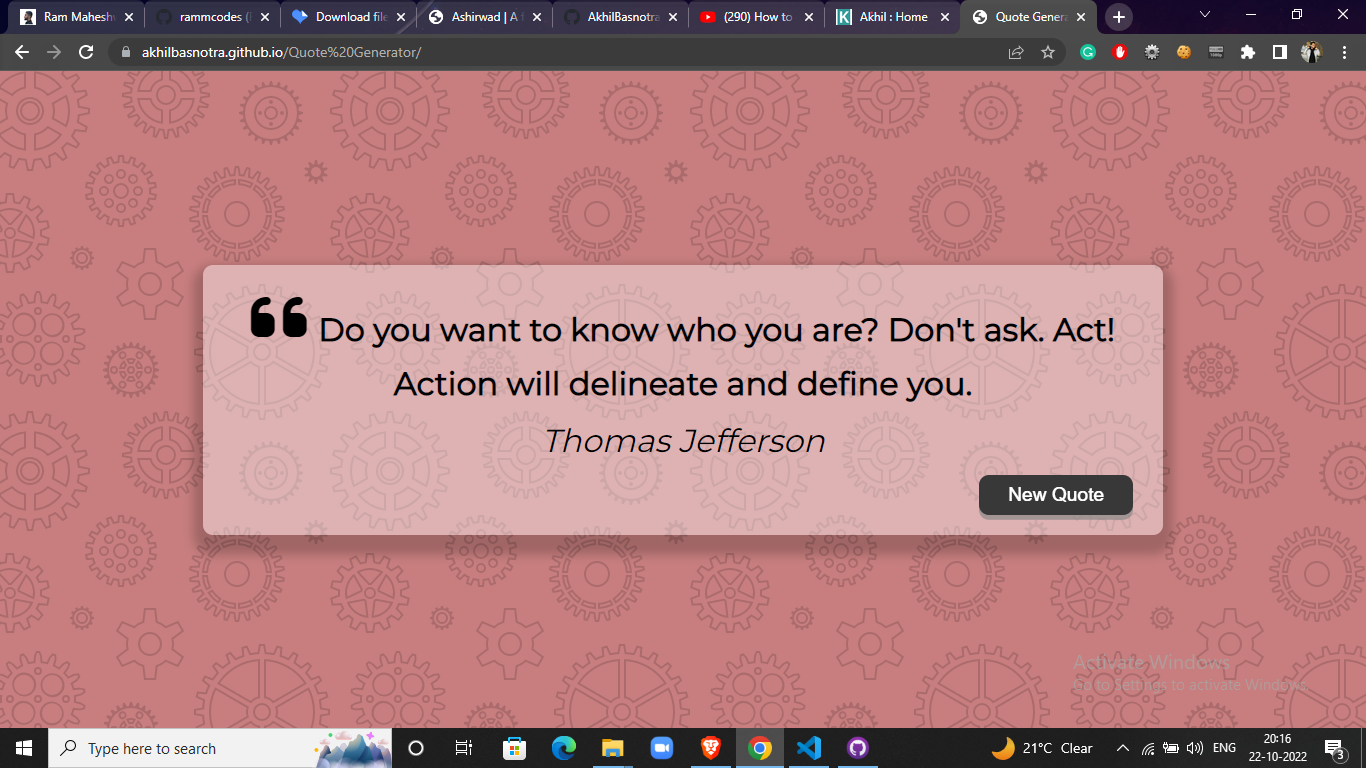 Ram Mahesh
rammcodes (
Download file
Ashirwad | A f
AkhilBasnotra
(290) How to
Akhil : Home
Quote Genera
akhilbasnotra.github.io/Quote%20Generator/
Do you want to know who you are? Don't ask. Act!
Action will delineate and define you.
Thomas Jefferson
New Quote
Activate Windows
Go to Settings to activate Windows.
Type here to search
21°C Clear
ENG
20:16
22-10-2022
3